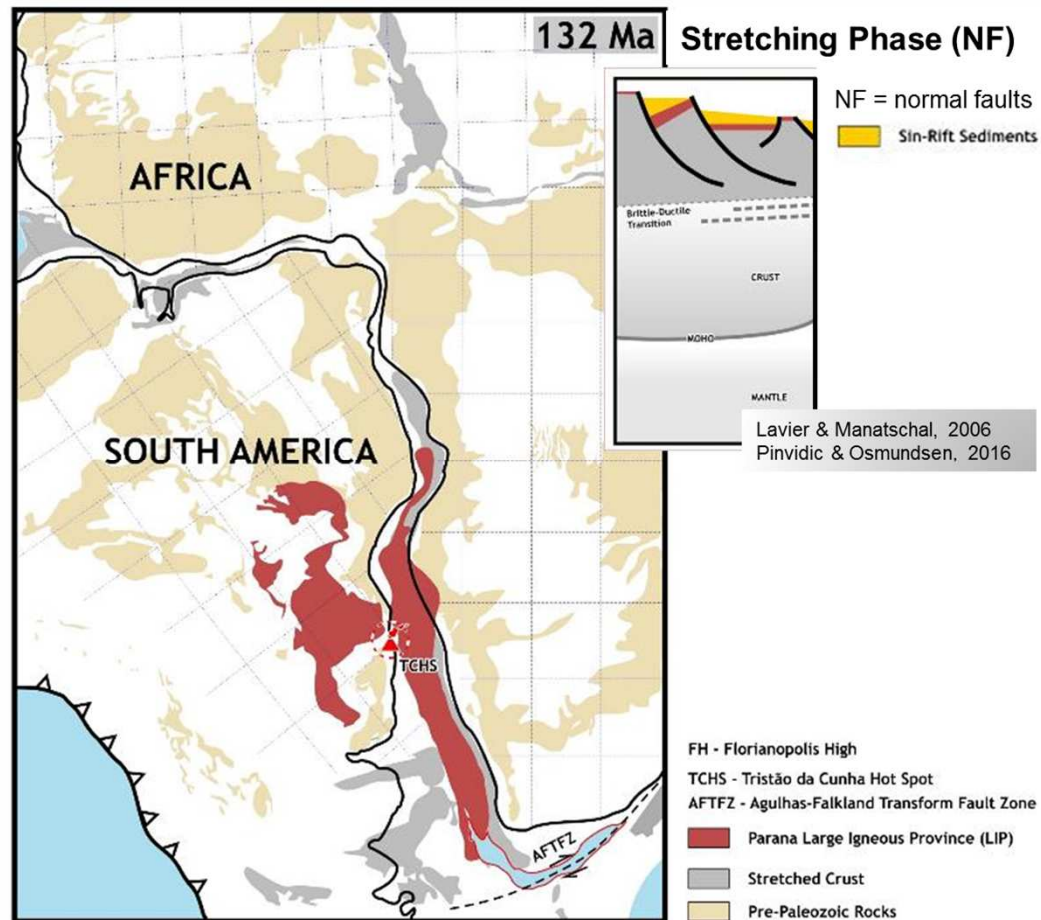 132 Ma
Stretching Phase (NF)
NF = normal faults
Sin-Rift Sediments
Brittle-Ductile
Transition
CRUST
MOHO
MANTLE
Lavier & Manatschal, 2006
Pinvidic & Osmundsen, 2016
AFRICA
SOUTH AMERICA
TCHS
AFTFZ
FH - Florianopolis High
TCHS - Tristão da Cunha Hot Spot
AFTFZ - Agulhas-Falkland Transform Fault Zone
Parana Large Igneous Province (LIP)
Stretched Crust
Pre-Paleozoic Rocks